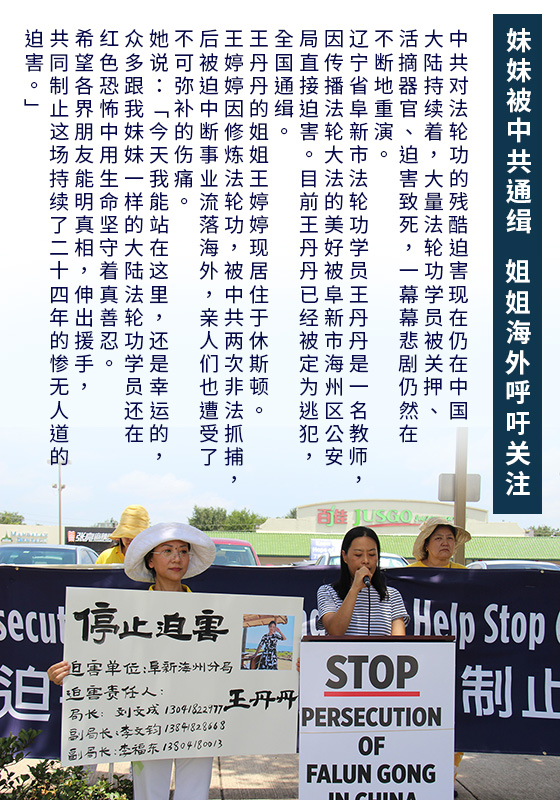 妹妹被中共通缉 姐姐海外呼吁关注
中共对法轮功的残酷迫害现在仍在中国
大陆持续着，大量法轮功学员被关押、
活摘器官、迫害致死，一幕幕悲剧仍然在
不断地重演。
辽宁省阜新市法轮功学员王丹丹是一名教师，
因传播法轮大法的美好被阜新市海州区公安
局直接迫害。目前王丹丹已经被定为逃犯，
全国通缉。
王丹丹的姐姐王婷婷现居住于休斯顿。
王婷婷因修炼法轮功，被中共两次非法抓捕，
后被迫中断事业流落海外，亲人们也遭受了
不可弥补的伤痛。
她说：「今天我能站在这里，还是幸运的，
众多跟我妹妹一样的大陆法轮功学员还在
红色恐怖中用生命坚守着真善忍。
希望各界朋友能明真相，伸出援手，
共同制止这场持续了二十四年的惨无人道的
迫害。」
百佳 JUSGO
secut
Help Stop
迫
制止
停止迫害
迫害单位:阜新海州分局
迫害责任人:
王丹丹
局长: 刘文成 13041822977
副局长:李文钧 13841828668
副局长:李福东 13804180013
STOP
PERSECUTION
OF
FALUN GONG
IN CHINA